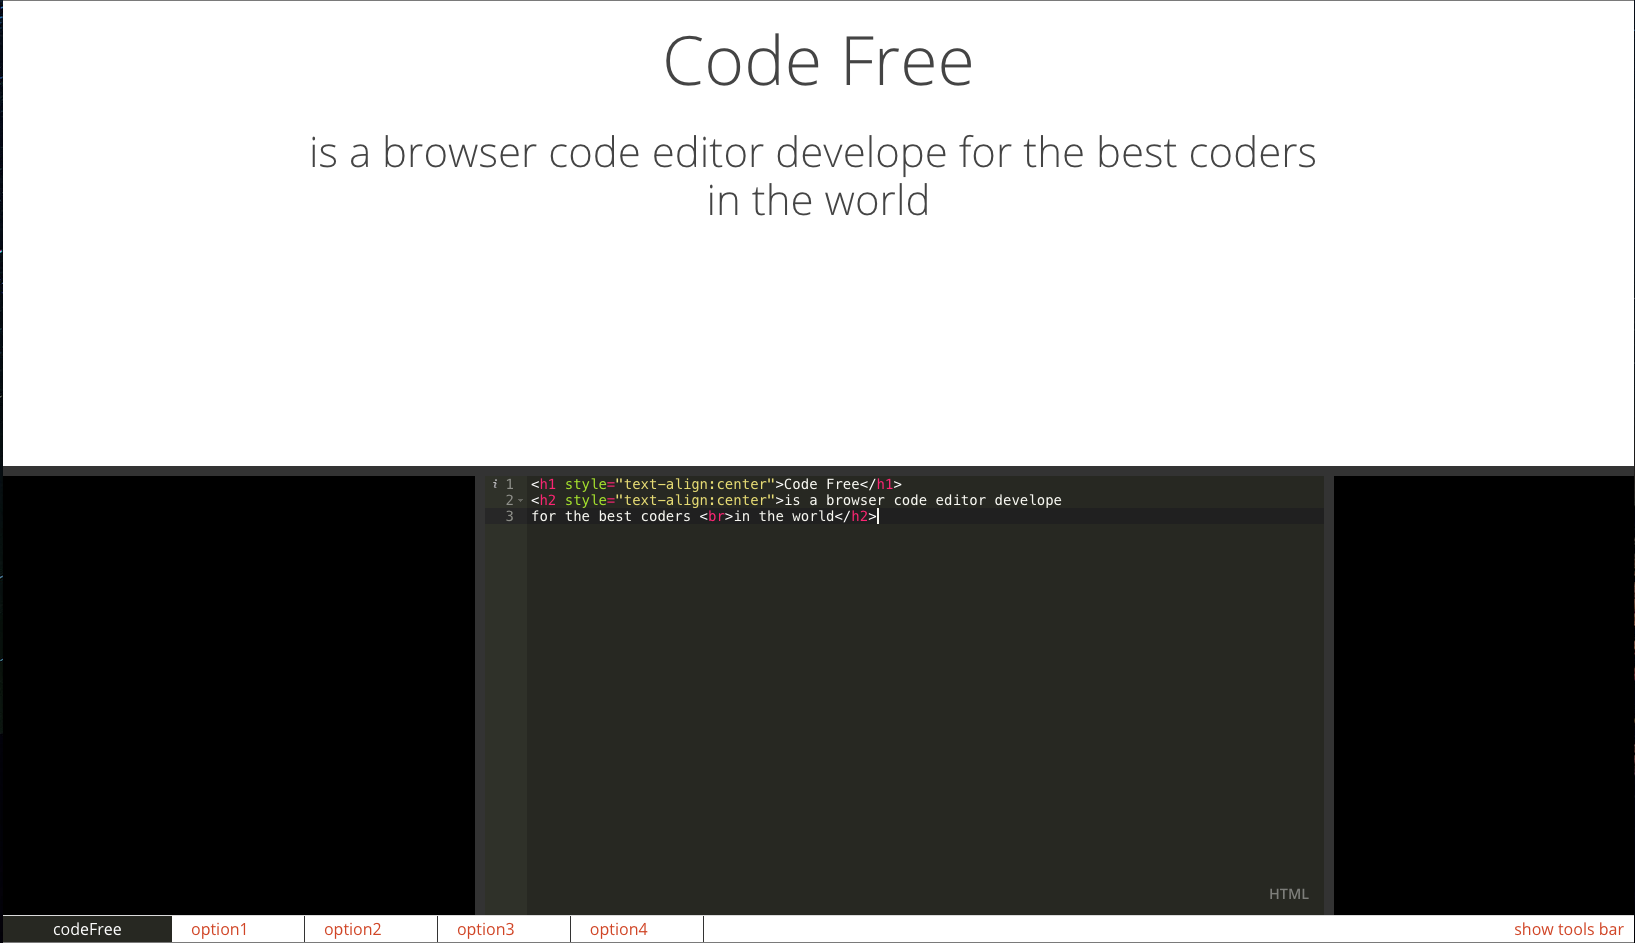 Code Free
is a browser code editor develope for the best coders
in the world
i 1 <h1 style="text-align:center">Code Free</h1>
2 <h2 style="text-align:center">is a browser code editor develope
3 for the best coders <br>in the world</h2>
HTML
codeFree option1 option2 option3 option4 show tools bar